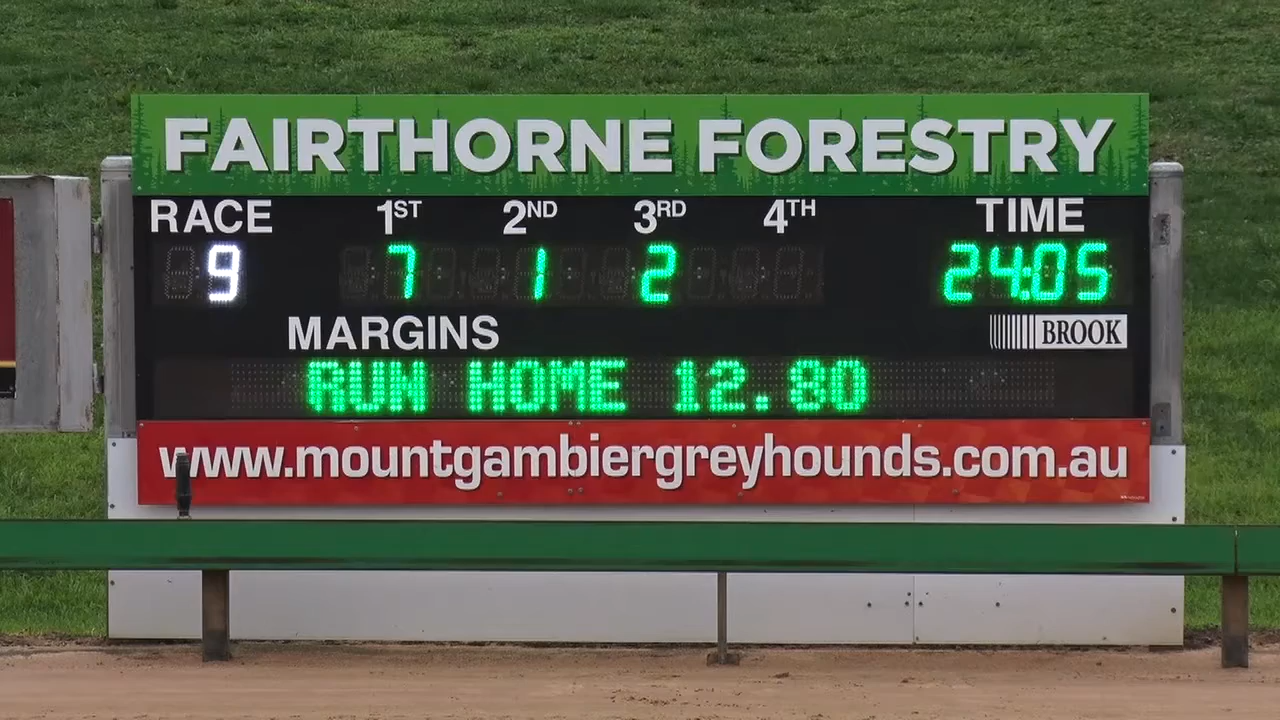 FAIRTHORNE FORESTRY
RACE 1ST 2ND 3RD 4TH TIME
9 7 1 2 24:05
MARGINS BROOK
RUN HOME 12.80
www.mountgambiergreyhounds.com.au